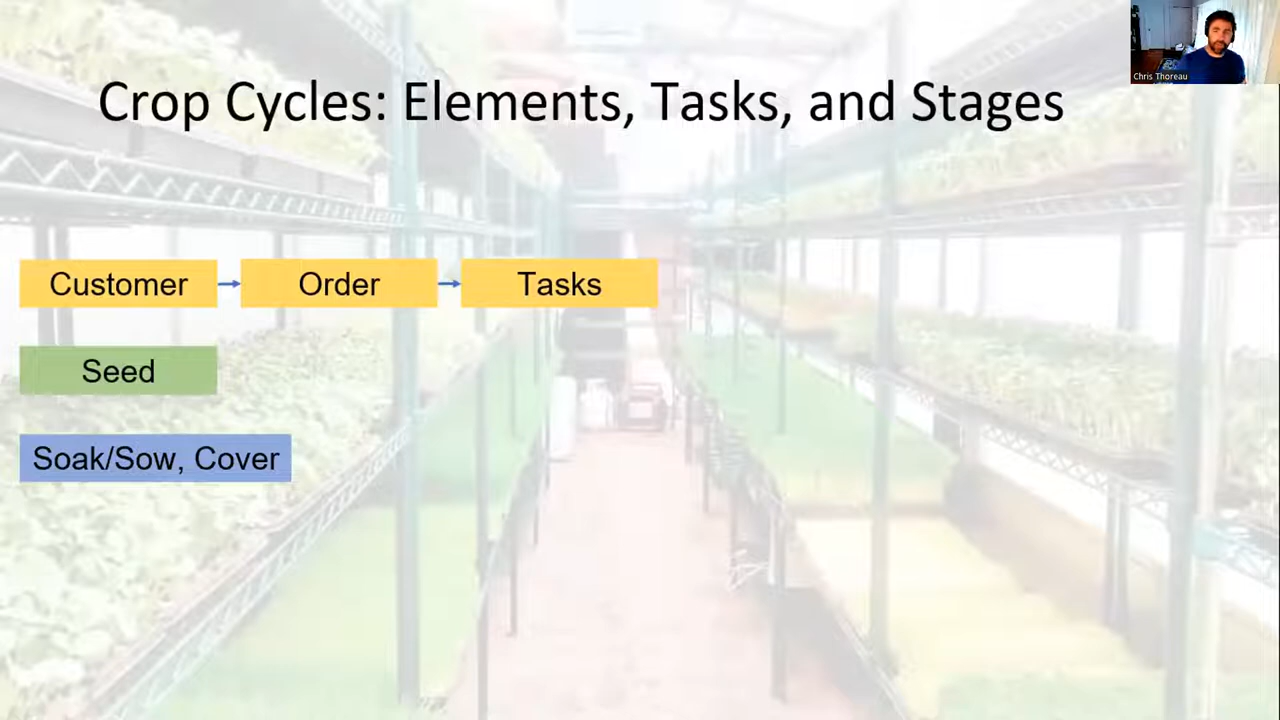 Chris Thoreau
Crop Cycles: Elements, Tasks, and Stages
Customer
Order
Tasks
Seed
Soak/Sow, Cover